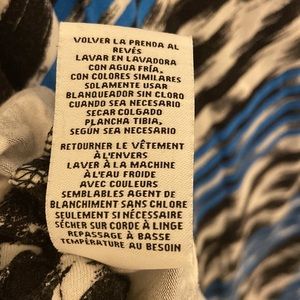 VOLVER LA PRENDA AL
REVÉS
LAVAR EN LAVADORA
CON AGUA FRÍA,
CON COLORES SIMILARES
SOLAMENTE USAR
BLANQUEADOR SIN CLORO
CUANDO SEA NECESARIO
SECAR COLGADO
PLANCHA TIBIA,
SEGÚN SEA NECESARIO
RETOURNER LE VÊTEMENT
À L'ENVERS
LAVER À LA MACHINE
À L'EAU FROIDE
AVEC COULEURS
SEMBLABLES AGENT DE
BLANCHIMENT SANS CHLORE
SEULEMENT SI NÉCESSAIRE
SÉCHER SUR CORDE À LINGE
REPASSAGE À BASSE
TEMPÉRATURE AU BESOIN